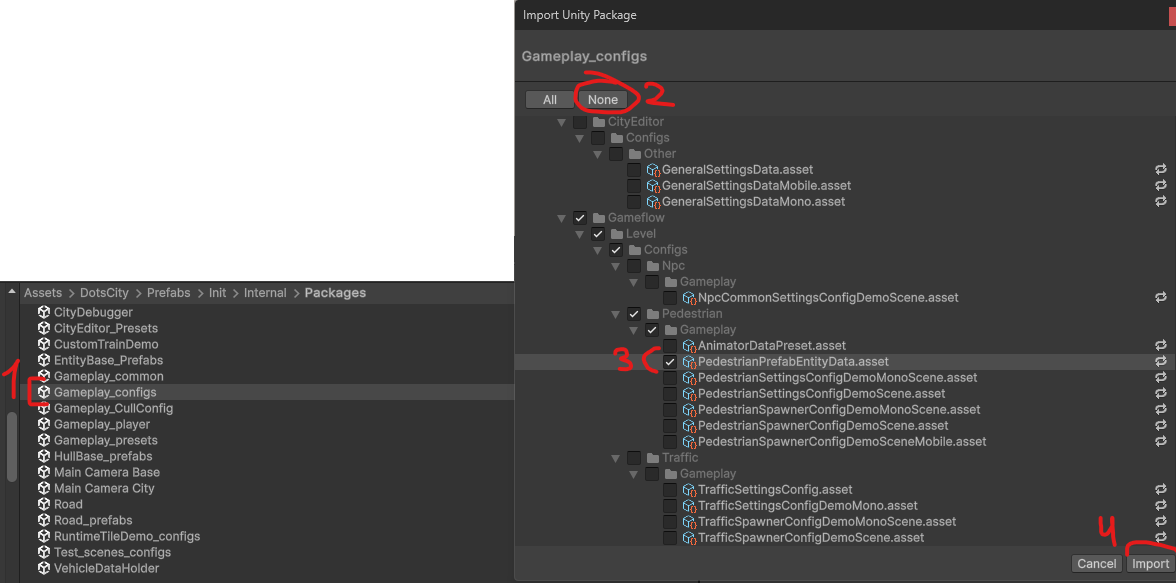 Import Unity Package
Gameplay_configs
All
None
2
CityEditor
Configs
Other
GeneralSettingsData.asset
GeneralSettingsDataMobile.asset
GeneralSettingsDataMono.asset
Gameflow
Level
Configs
Npc
Gameplay
NpcCommonSettingsConfigDemoScene.asset
Pedestrian
Gameplay
AnimatorDataPreset.asset
3
PedestrianPrefabEntityData.asset
PedestrianSettingsConfigDemoMonoScene.asset
PedestrianSettingsConfigDemoScene.asset
PedestrianSpawnerConfigDemoMonoScene.asset
PedestrianSpawnerConfigDemoScene.asset
PedestrianSpawnerConfigDemoSceneMobile.asset
Traffic
Gameplay
TrafficSettingsConfig.asset
TrafficSettingsConfigDemoMono.asset
TrafficSpawnerConfigDemoMonoScene.asset
TrafficSpawnerConfigDemoScene.asset
4
Cancel
Import
Assets > DotsCity > Prefabs > Init > Internal > Packages
CityDebugger
CityEditor_Presets
CustomTrainDemo
EntityBase_Prefabs
Gameplay_common
1
Gameplay_configs
Gameplay_CullConfig
Gameplay_player
Gameplay_presets
HullBase_prefabs
Main Camera Base
Main Camera City
Road
Road_prefabs
RuntimeTileDemo_configs
Test_scenes_configs
VehicleDataHolder